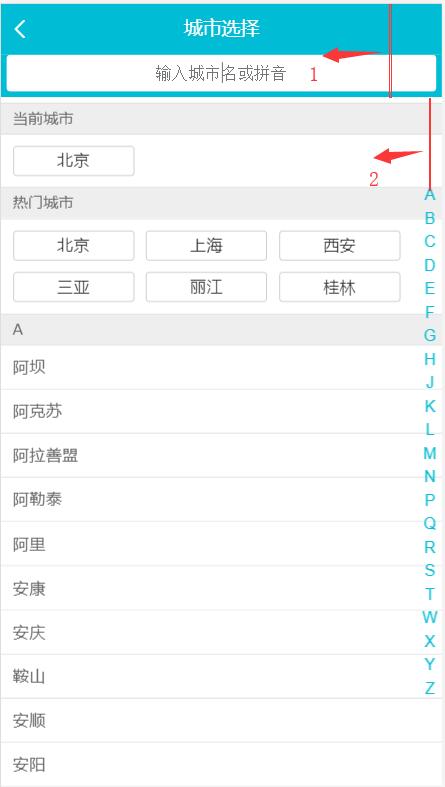 城市选择
输入城市名或拼音
1
当前城市
北京
2
热门城市
北京 上海 西安
三亚 丽江 桂林
A
阿坝
阿克苏
阿拉善盟
阿勒泰
阿里
安康
安庆
鞍山
安顺
安阳
A
B
C
D
E
F
G
H
J
K
L
M
N
P
Q
R
S
T
W
X
Y
Z